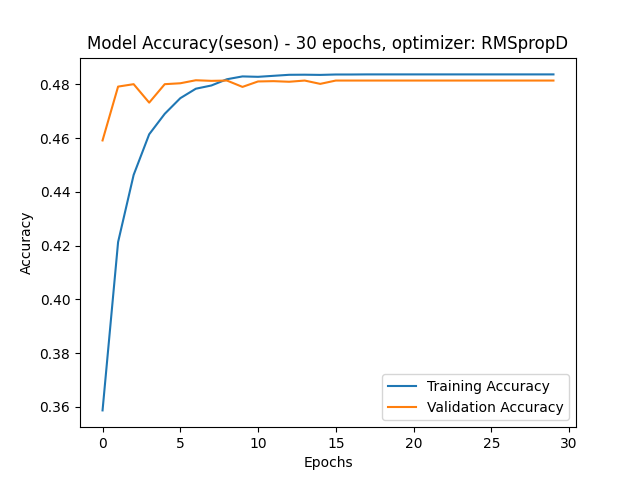 Model Accuracy(seson) - 30 epochs, optimizer: RMSpropD
0.48
0.46
0.44
0.42
0.40
0.38
0.36
Accuracy
Training Accuracy
Validation Accuracy
0 5 10 15 20 25 30
Epochs